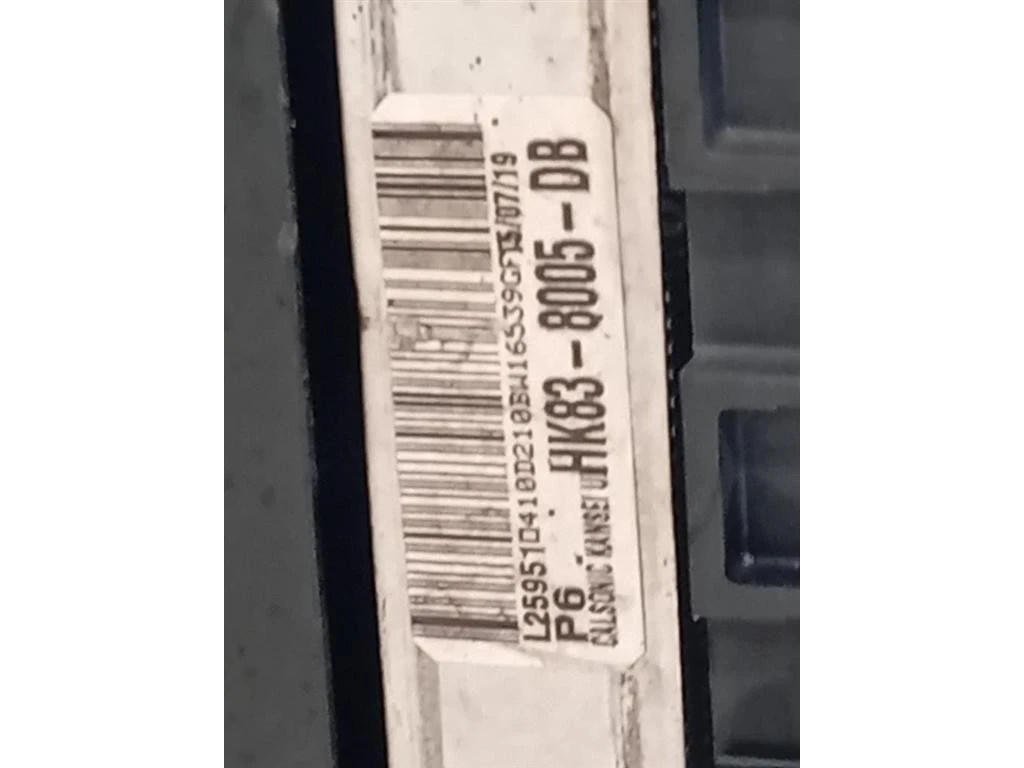 L25951D410D210BW16539GF15/07/19
P6 HK83-8005-DB
CALSONIC KANSEI U